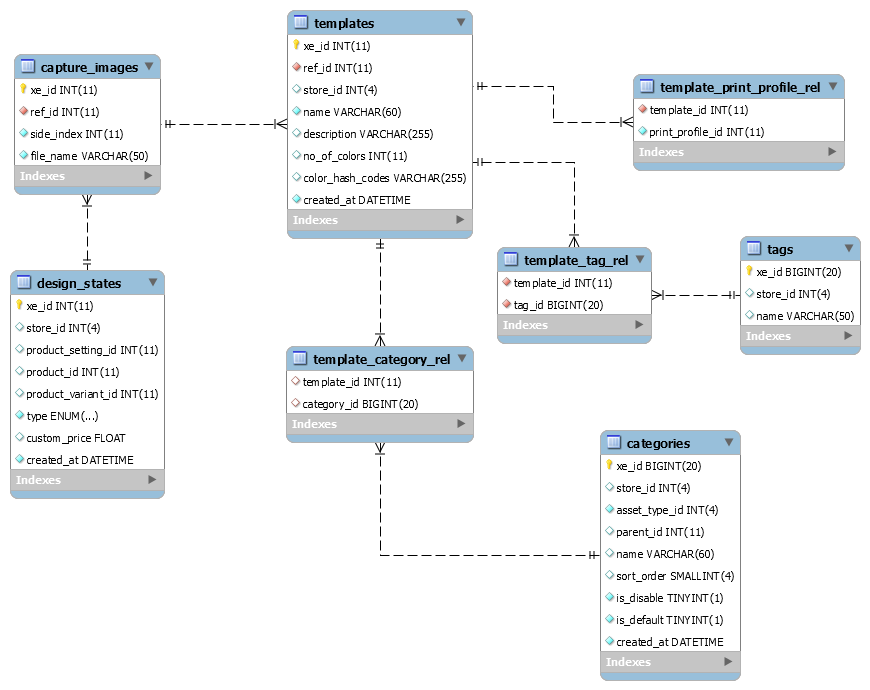 capture_images
xe_id INT(11)
ref_id INT(11)
side_index INT(11)
file_name VARCHAR(50)
Indexes
design_states
xe_id INT(11)
store_id INT(4)
product_setting_id INT(11)
product_id INT(11)
product_variant_id INT(11)
type ENUM(...)
custom_price FLOAT
created_at DATETIME
Indexes
templates
xe_id INT(11)
ref_id INT(11)
store_id INT(4)
name VARCHAR(60)
description VARCHAR(255)
no_of_colors INT(11)
color_hash_codes VARCHAR(255)
created_at DATETIME
Indexes
template_category_rel
template_id INT(11)
category_id BIGINT(20)
Indexes
template_print_profile_rel
template_id INT(11)
print_profile_id INT(11)
Indexes
template_tag_rel
template_id INT(11)
tag_id BIGINT(20)
Indexes
tags
xe_id BIGINT(20)
store_id INT(4)
name VARCHAR(50)
Indexes
categories
xe_id BIGINT(20)
store_id INT(4)
asset_type_id INT(4)
parent_id INT(11)
name VARCHAR(60)
sort_order SMALLINT(4)
is_disable TINYINT(1)
is_default TINYINT(1)
created_at DATETIME
Indexes